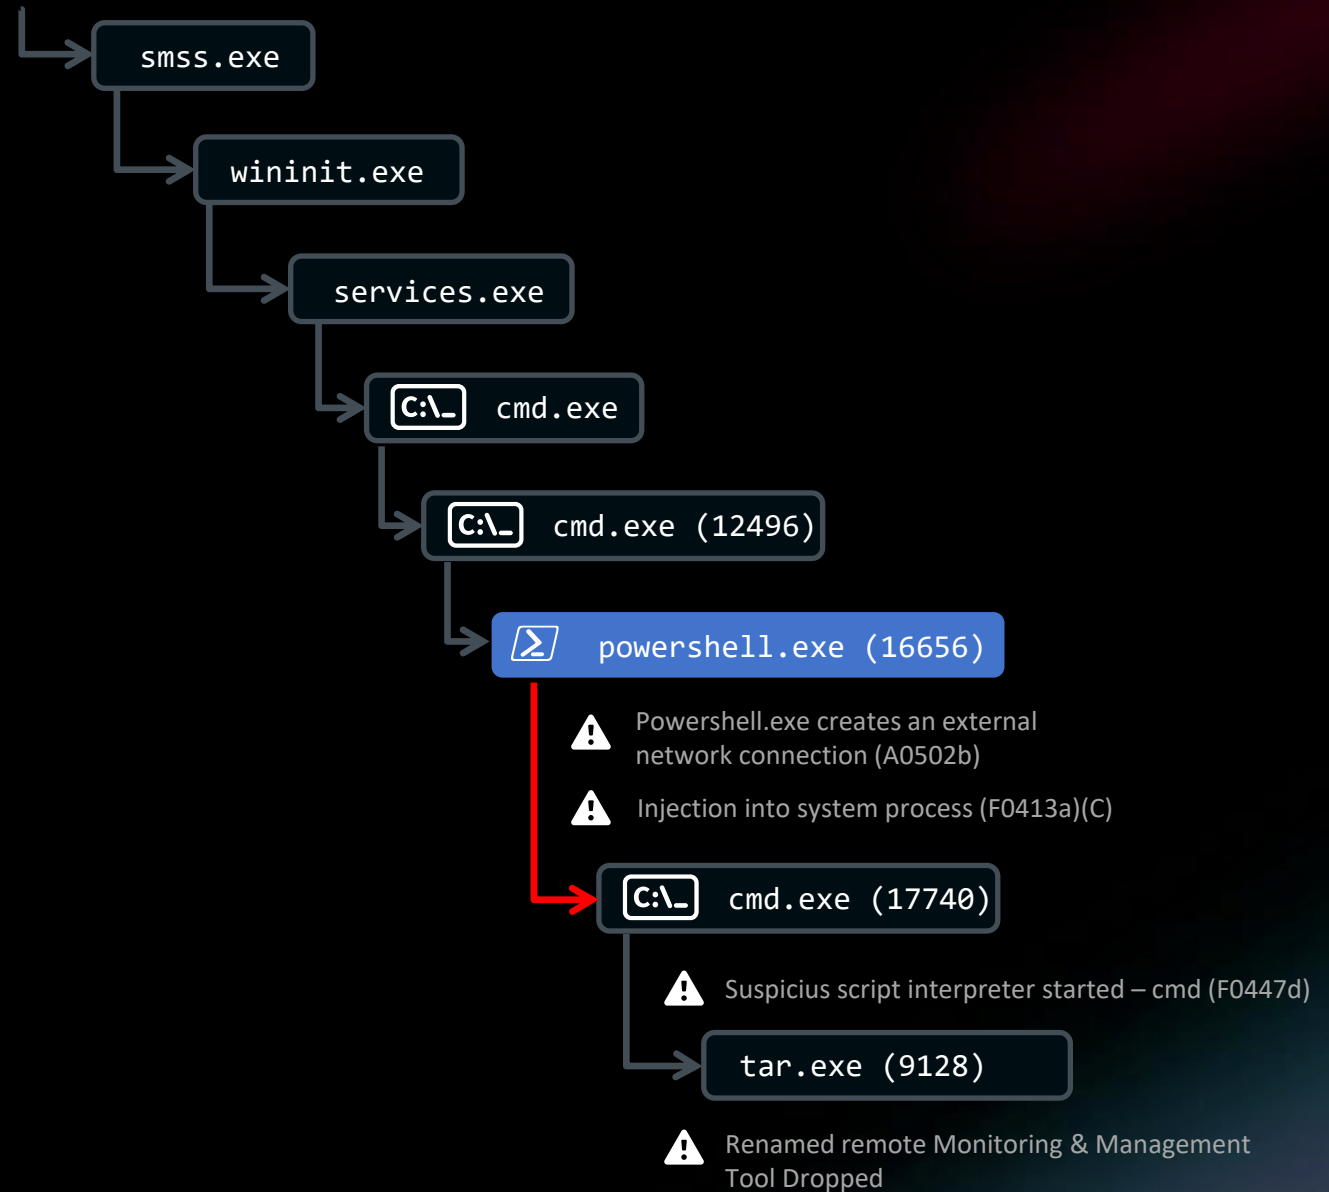 smss.exe
wininit.exe
services.exe
C:\_ cmd.exe
C:\_ cmd.exe (12496)
powershell.exe (16656)
Powershell.exe creates an external
network connection (A0502b)
Injection into system process (F0413a)(C)
C:\_ cmd.exe (17740)
Suspicius script interpreter started – cmd (F0447d)
tar.exe (9128)
Renamed remote Monitoring & Management
Tool Dropped